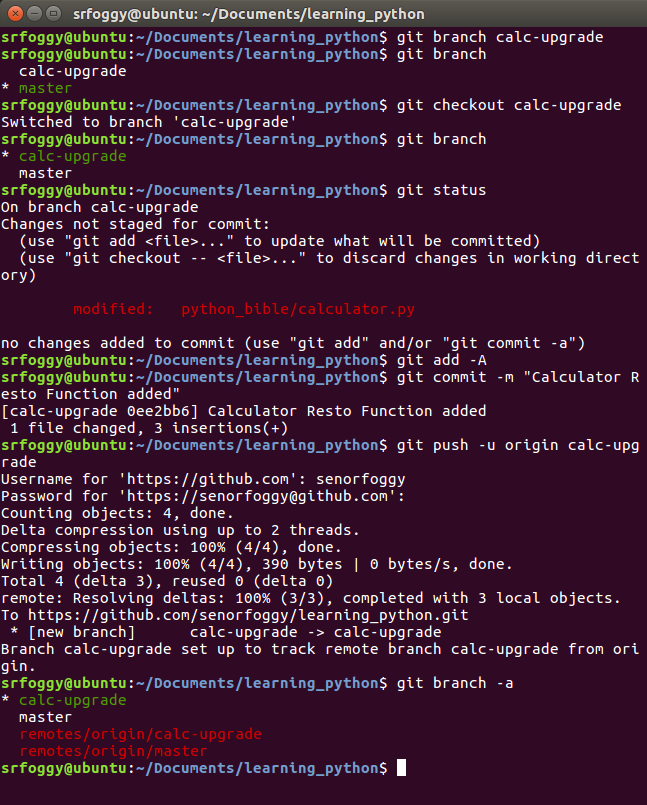 srfoggy@ubuntu: ~/Documents/learning_python
srfoggy@ubuntu:~/Documents/learning_python$ git branch calc-upgrade
srfoggy@ubuntu:~/Documents/learning_python$ git branch
  calc-upgrade
* master
srfoggy@ubuntu:~/Documents/learning_python$ git checkout calc-upgrade
Switched to branch 'calc-upgrade'
srfoggy@ubuntu:~/Documents/learning_python$ git branch
* calc-upgrade
  master
srfoggy@ubuntu:~/Documents/learning_python$ git status
On branch calc-upgrade
Changes not staged for commit:
  (use "git add <file>..." to update what will be committed)
  (use "git checkout -- <file>..." to discard changes in working direct
ory)
        modified:   python_bible/calculator.py
no changes added to commit (use "git add" and/or "git commit -a")
srfoggy@ubuntu:~/Documents/learning_python$ git add -A
srfoggy@ubuntu:~/Documents/learning_python$ git commit -m "Calculator R
esto Function added"
[calc-upgrade 0ee2bb6] Calculator Resto Function added
 1 file changed, 3 insertions(+)
srfoggy@ubuntu:~/Documents/learning_python$ git push -u origin calc-upg
rade
Username for 'https://github.com': senorfoggy
Password for 'https://senorfoggy@github.com':
Counting objects: 4, done.
Delta compression using up to 2 threads.
Compressing objects: 100% (4/4), done.
Writing objects: 100% (4/4), 390 bytes | 0 bytes/s, done.
Total 4 (delta 3), reused 0 (delta 0)
remote: Resolving deltas: 100% (3/3), completed with 3 local objects.
To https://github.com/senorfoggy/learning_python.git
 * [new branch]      calc-upgrade -> calc-upgrade
Branch calc-upgrade set up to track remote branch calc-upgrade from ori
gin.
srfoggy@ubuntu:~/Documents/learning_python$ git branch -a
* calc-upgrade
  master
  remotes/origin/calc-upgrade
  remotes/origin/master
srfoggy@ubuntu:~/Documents/learning_python$